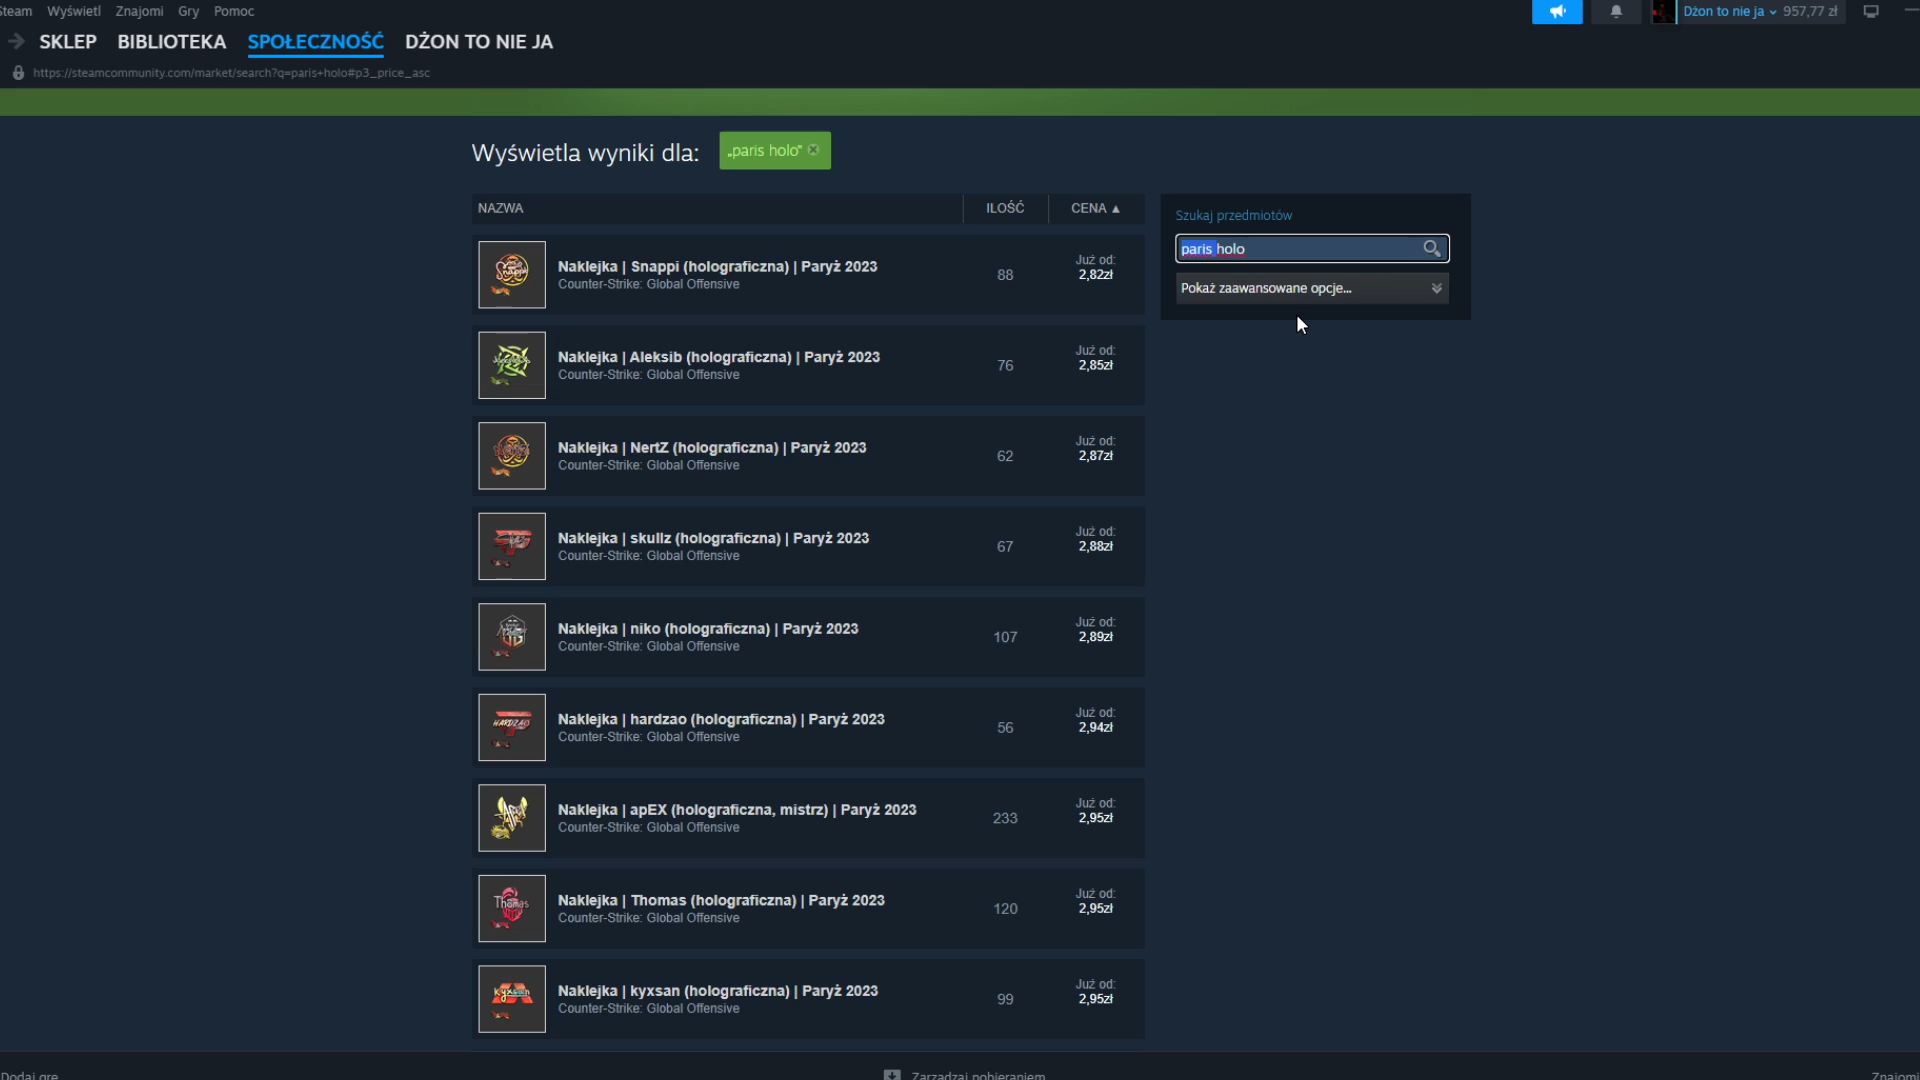 Steam Wyświetl Znajomi Gry Pomoc
Dżon to nie ja 957,77 zł
SKLEP BIBLIOTEKA SPOŁECZNOŚĆ DŻON TO NIE JA
https://steamcommunity.com/market/search?q=paris+holo#p3_price_asc
Wyświetla wyniki dla: „paris holo”
NAZWA ILOŚĆ CENA ▲
Szukaj przedmiotów
paris holo
Pokaż zaawansowane opcje...
Naklejka | Snappi (holograficzna) | Paryż 2023
Counter-Strike: Global Offensive
88
Już od:
2,82zł
Naklejka | Aleksib (holograficzna) | Paryż 2023
Counter-Strike: Global Offensive
76
Już od:
2,85zł
Naklejka | NertZ (holograficzna) | Paryż 2023
Counter-Strike: Global Offensive
62
Już od:
2,87zł
Naklejka | skullz (holograficzna) | Paryż 2023
Counter-Strike: Global Offensive
67
Już od:
2,88zł
Naklejka | niko (holograficzna) | Paryż 2023
Counter-Strike: Global Offensive
107
Już od:
2,89zł
HARDZAO
Naklejka | hardzao (holograficzna) | Paryż 2023
Counter-Strike: Global Offensive
56
Już od:
2,94zł
Naklejka | apEX (holograficzna, mistrz) | Paryż 2023
Counter-Strike: Global Offensive
233
Już od:
2,95zł
Thomas
Naklejka | Thomas (holograficzna) | Paryż 2023
Counter-Strike: Global Offensive
120
Już od:
2,95zł
Naklejka | kyxsan (holograficzna) | Paryż 2023
Counter-Strike: Global Offensive
99
Już od:
2,95zł
Dodaj grę
Zarządzaj pobieraniem
Znajomi